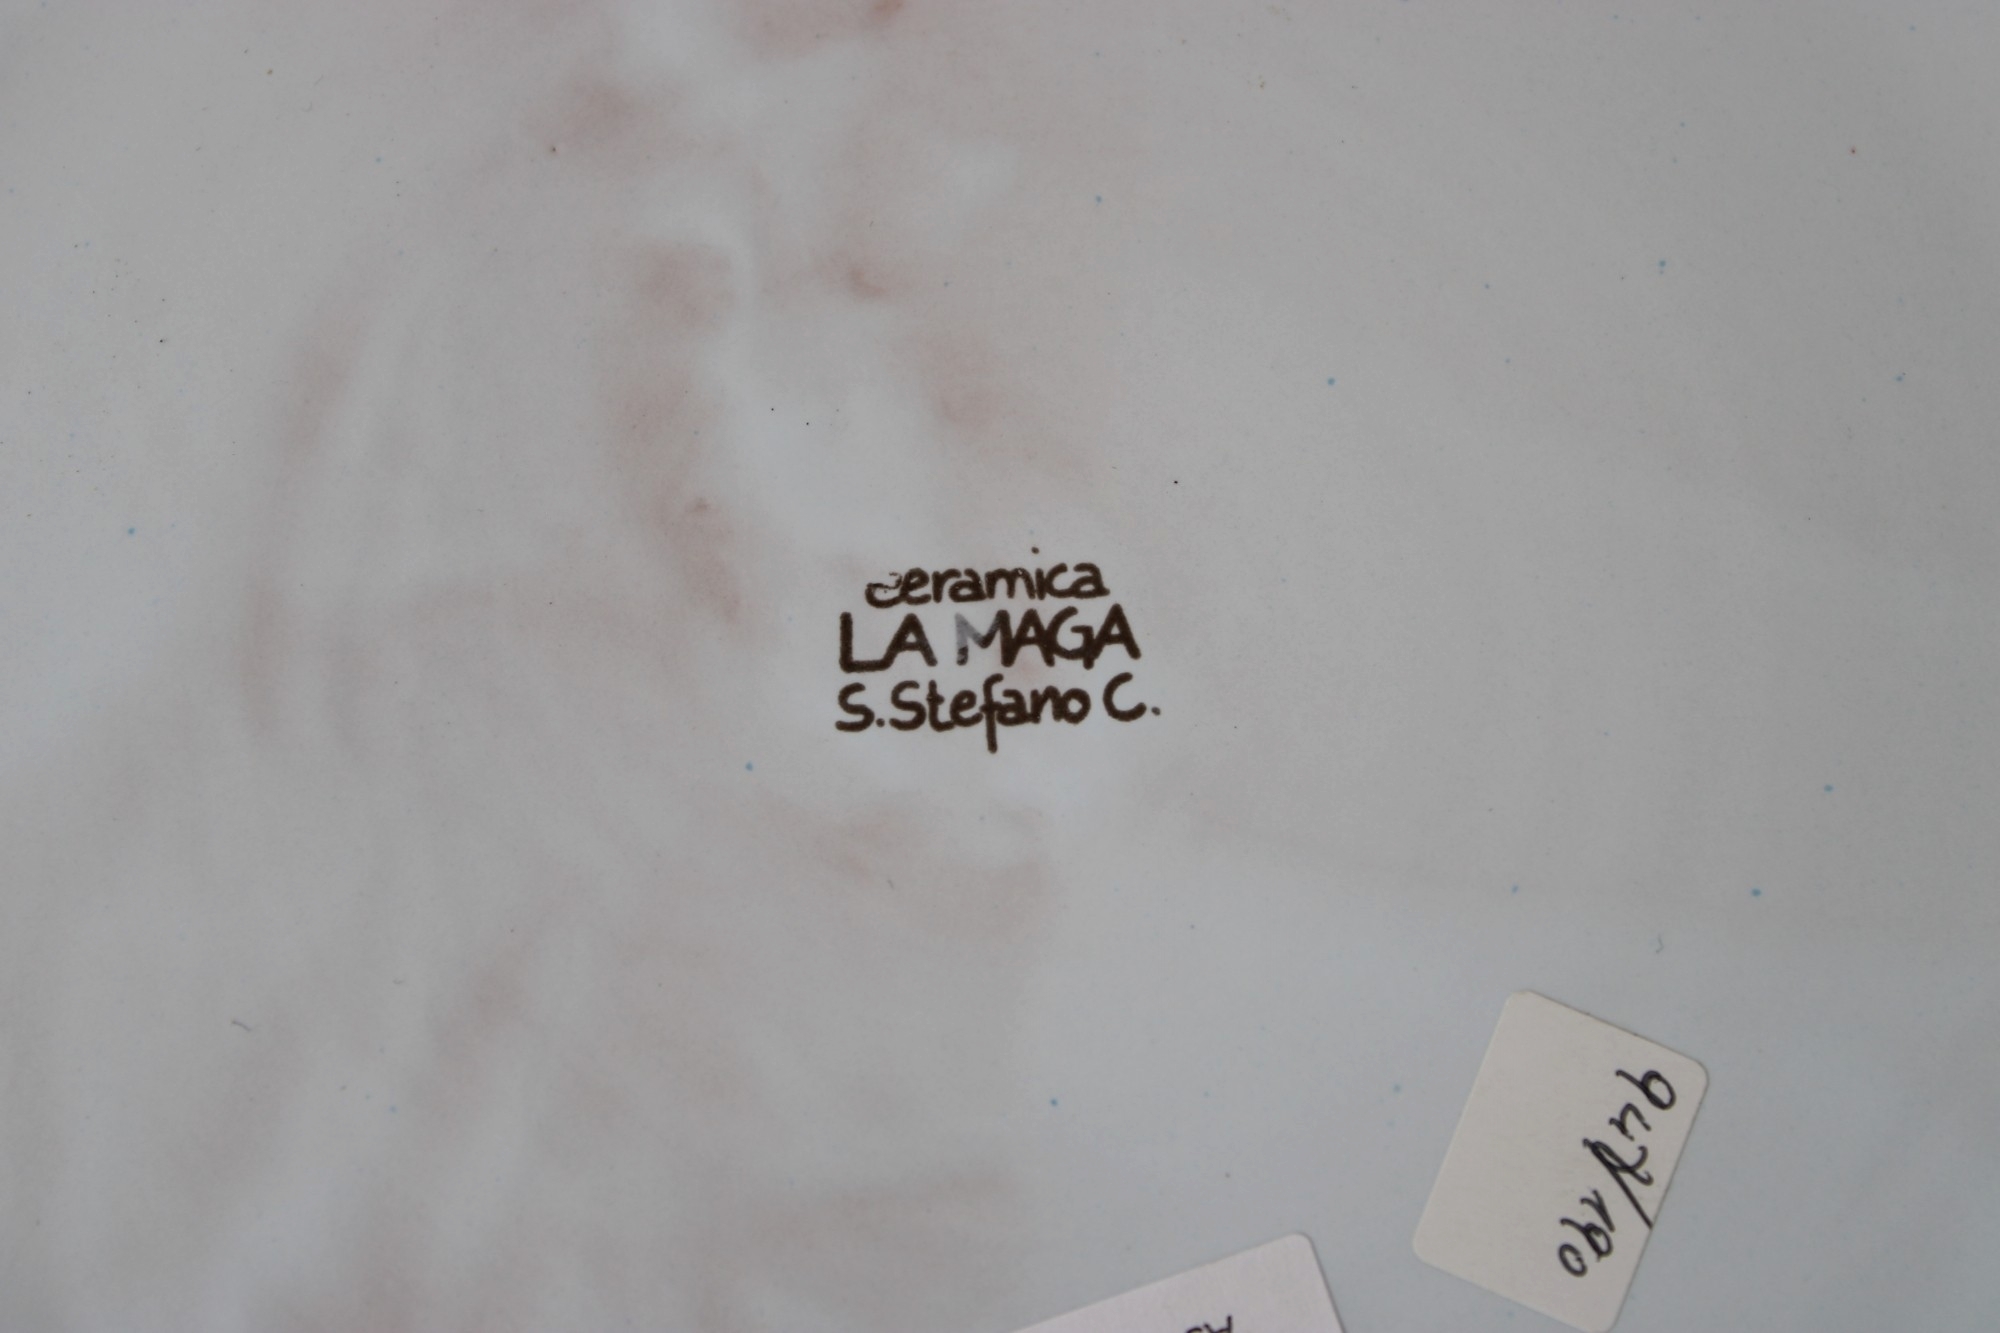 ceramica
LA MAGA
S.Stefano C.